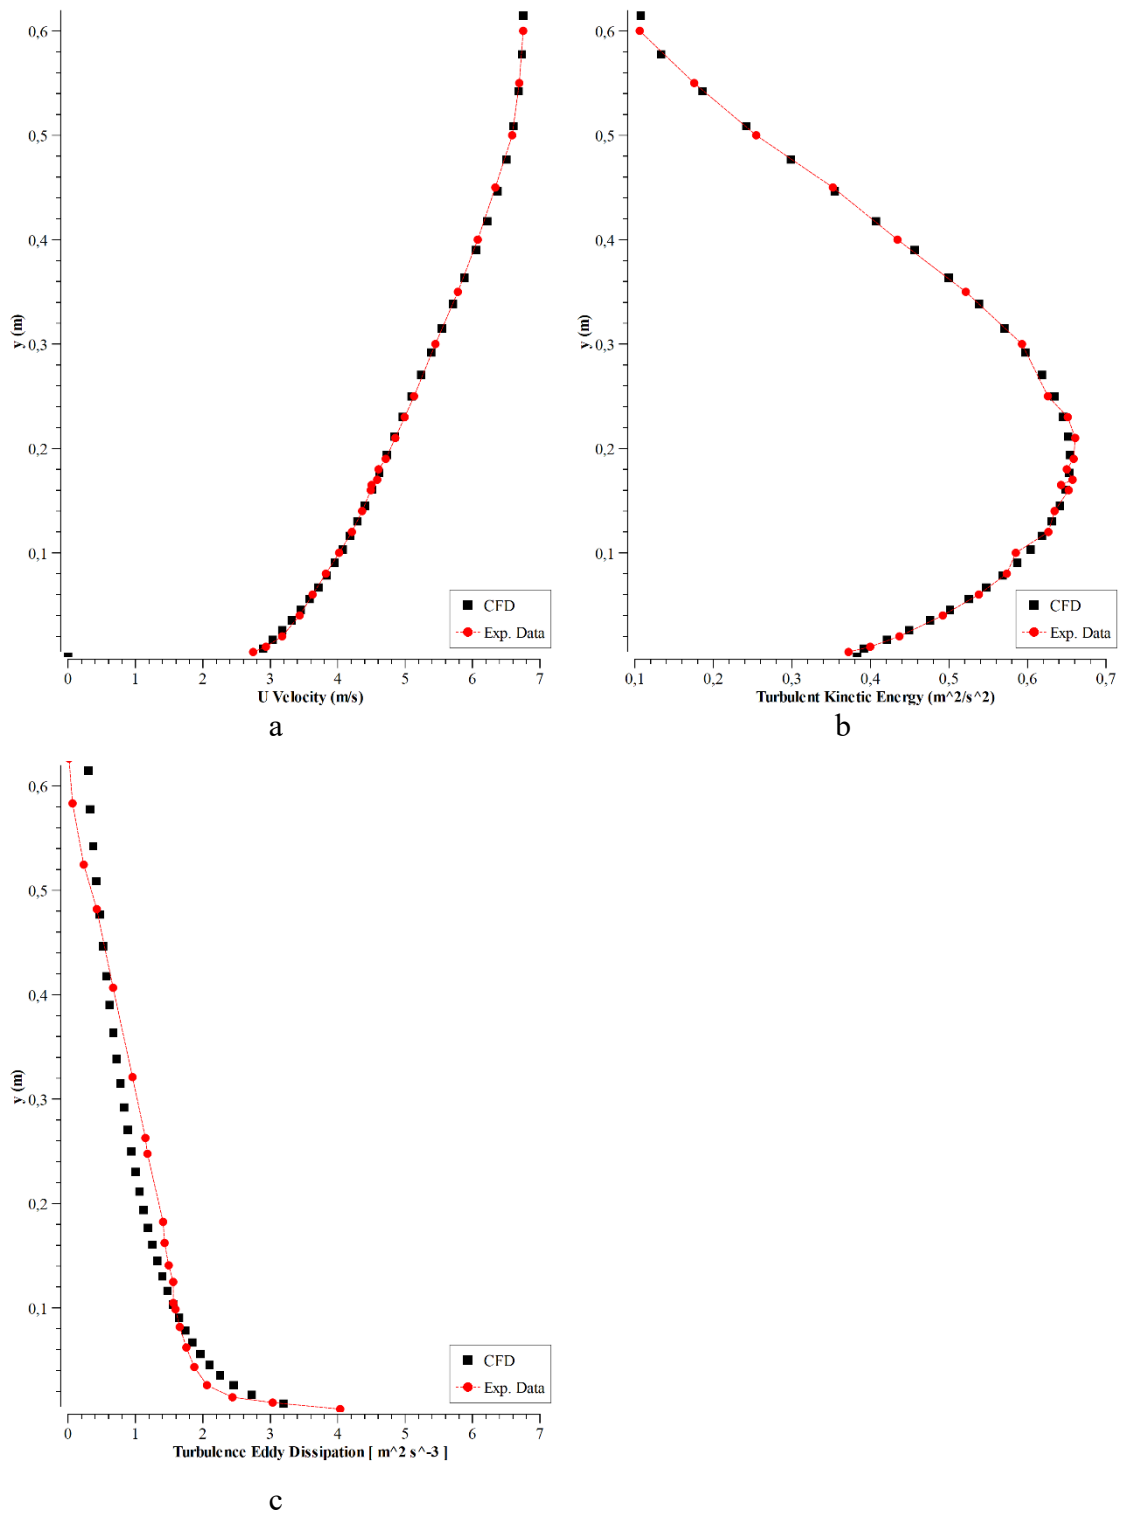 0,6
0,5
0,4
0,3
0,2
0,1
y (m)
0 1 2 3 4 5 6 7
U Velocity (m/s)
CFD
Exp. Data
a
0,6
0,5
0,4
0,3
0,2
0,1
y (m)
0,1 0,2 0,3 0,4 0,5 0,6 0,7
Turbulent Kinetic Energy (m^2/s^2)
CFD
Exp. Data
b
0,6
0,5
0,4
0,3
0,2
0,1
y (m)
0 1 2 3 4 5 6 7
Turbulence Eddy Dissipation [ m^2 s^-3 ]
CFD
Exp. Data
c